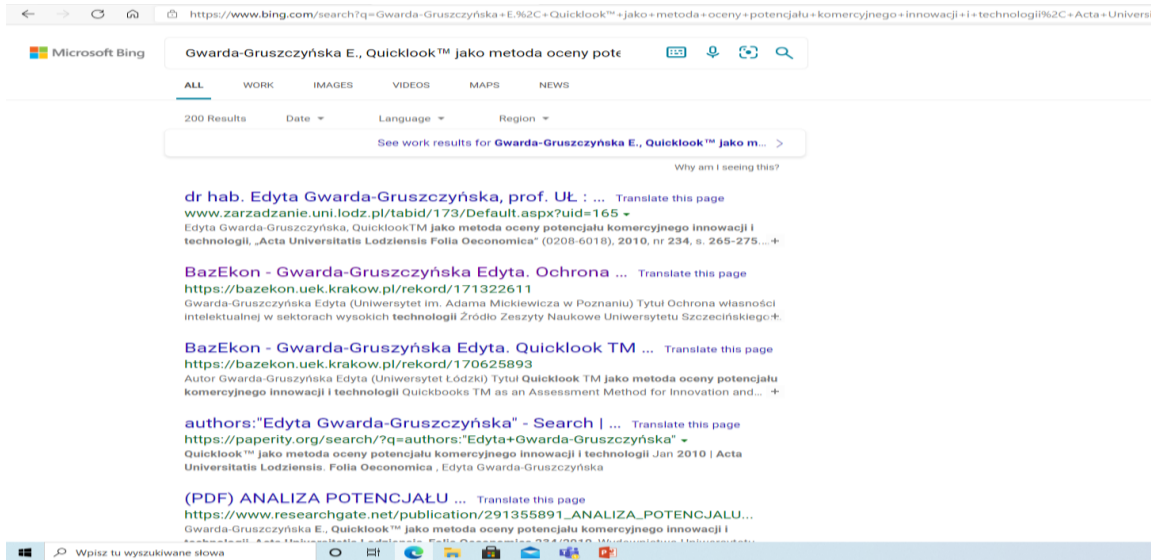 https://www.bing.com/search?q=Gwarda-Gruszczyńska+E.%2C+Quicklook™+jako+metoda+oceny+potencjału+komercyjnego+innowacji+i+technologii%2C+Acta+Universi
Microsoft Bing
Gwarda-Gruszczyńska E., Quicklook™ jako metoda oceny pote
ALL WORK IMAGES VIDEOS MAPS NEWS
200 Results Date Language Region
See work results for Gwarda-Gruszczyńska E., Quicklook™ jako m... >
Why am I seeing this?
dr hab. Edyta Gwarda-Gruszczyńska, prof. UŁ : ... Translate this page
www.zarzadzanie.uni.lodz.pl/tabid/173/Default.aspx?uid=165
Edyta Gwarda-Gruszczyńska, QuicklookTM jako metoda oceny potencjału komercyjnego innowacji i
technologii, „Acta Universitatis Lodziensis Folia Oeconomica" (0208-6018), 2010, nr 234, s. 265-275....+
BazEkon - Gwarda-Gruszczyńska Edyta. Ochrona ... Translate this page
https://bazekon.uek.krakow.pl/rekord/171322611
Gwarda-Gruszczyńska Edyta (Uniwersytet im. Adama Mickiewicza w Poznaniu) Tytuł Ochrona własności
intelektualnej w sektorach wysokich technologii Źródło Zeszyty Naukowe Uniwersytetu Szczecińskiego:+.
BazEkon - Gwarda-Gruszyńska Edyta. Quicklook TM ... Translate this page
https://bazekon.uek.krakow.pl/rekord/170625893
Autor Gwarda-Gruszyńska Edyta (Uniwersytet Łódzki) Tytuł Quicklook TM jako metoda oceny potencjału
komercyjnego innowacji i technologii Quickbooks TM as an Assessment Method for Innovation and... +
authors:"Edyta Gwarda-Gruszczyńska" - Search | ... Translate this page
https://paperity.org/search/?q=authors:"Edyta+Gwarda-Gruszczyńska"
Quicklook™ jako metoda oceny potencjału komercyjnego innowacji i technologii Jan 2010 | Acta
Universitatis Lodziensis. Folia Oeconomica , Edyta Gwarda-Gruszczyńska
(PDF) ANALIZA POTENCJAŁU ... Translate this page
https://www.researchgate.net/publication/291355891_ANALIZA_POTENCJALU...
Gwarda-Gruszczyńska E., Quicklook™ jako metoda oceny potencjału komercyjnego innowacji i
Wpisz tu wyszukiwane słowa